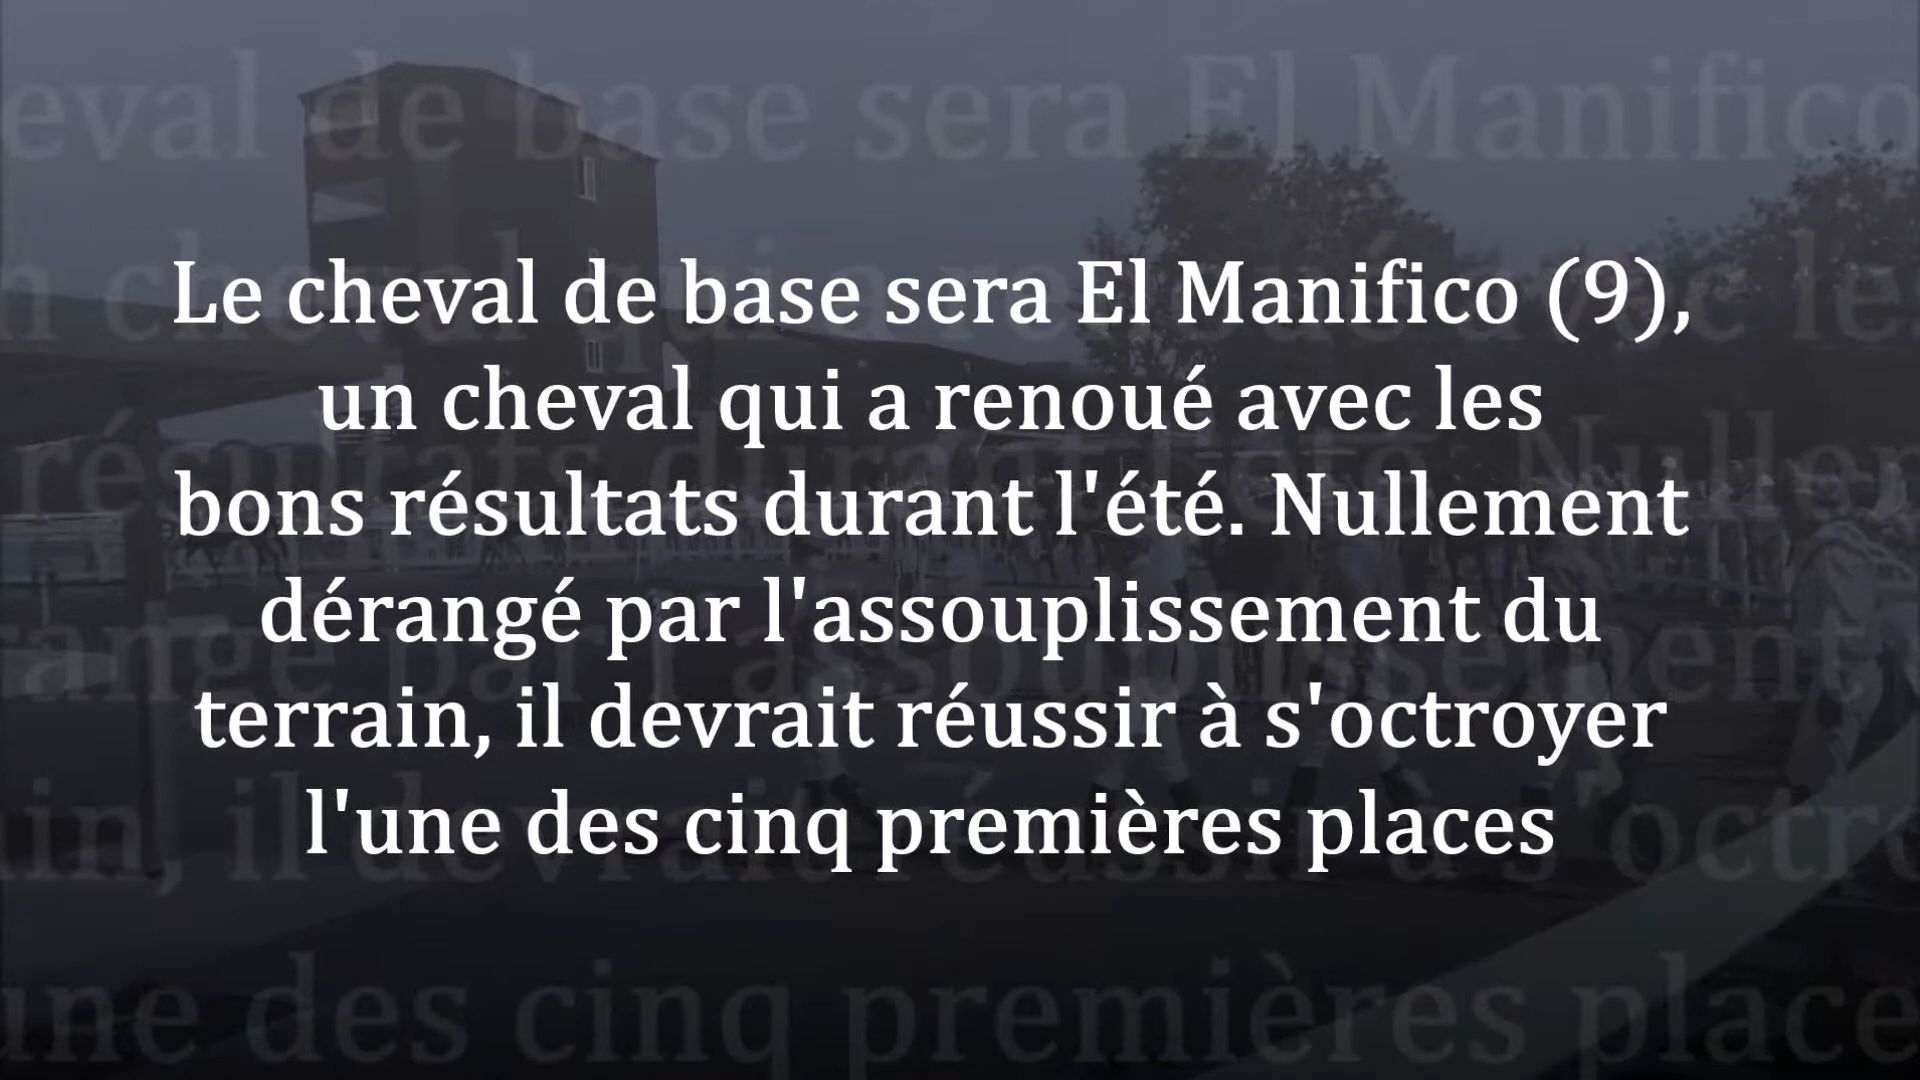 Le cheval de base sera El Manifico (9),
un cheval qui a renoué avec les
bons résultats durant l'été. Nullement
dérangé par l'assouplissement du
terrain, il devrait réussir à s'octroyer
l'une des cinq premières places